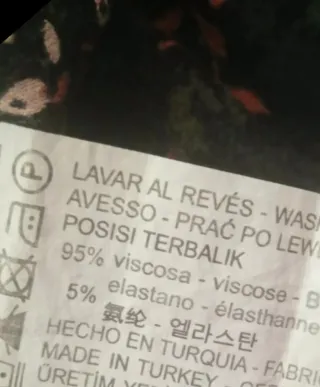 P
LAVAR AL REVÉS - WAS
AVESSO - PRAĆ PO LEW
POSISI TERBALIK
95% viscosa - viscose -
5% elastano - élasthanne
氨纶 - 엘라스탄
HECHO EN TURQUIA - FABRI
MADE IN TURKEY -
ÜRETİM